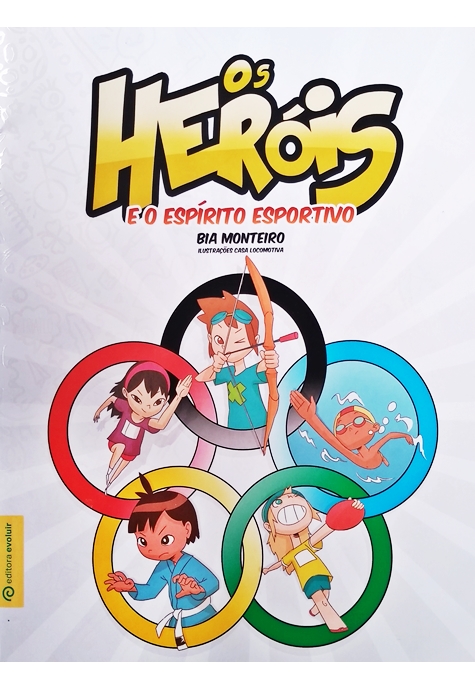 OS
HERÓIS
E O ESPÍRITO ESPORTIVO
BIA MONTEIRO
ILUSTRAÇÕES CASA LOCOMOTIVA
editora evoluir